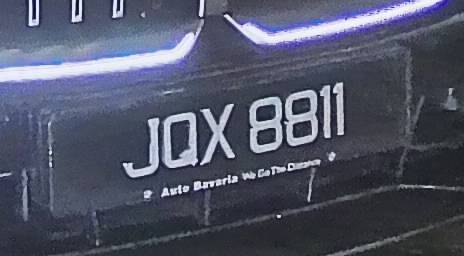 JQX 8811
Auto Bavaria We Go The Distance